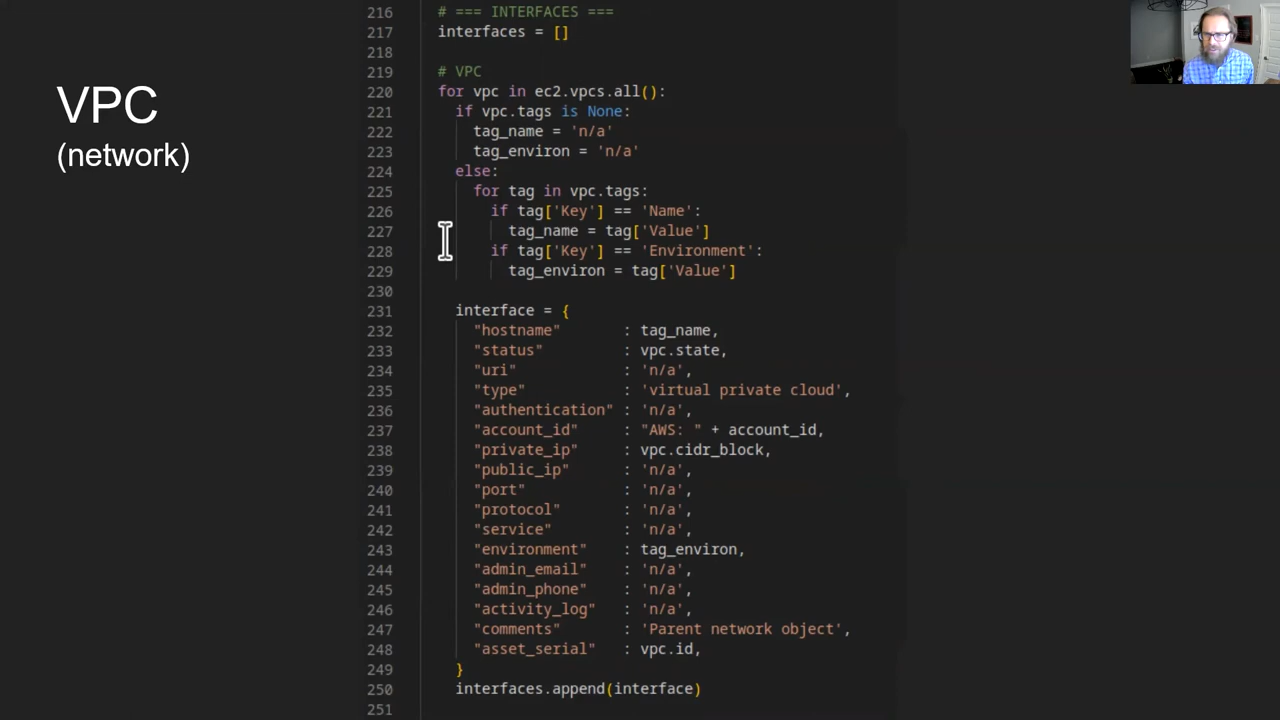 VPC
(network)
216 # === INTERFACES ===
217 interfaces = []
218
219 # VPC
220 for vpc in ec2.vpcs.all():
221 if vpc.tags is None:
222 tag_name = 'n/a'
223 tag_environ = 'n/a'
224 else:
225 for tag in vpc.tags:
226 if tag['Key'] == 'Name':
227 tag_name = tag['Value']
228 if tag['Key'] == 'Environment':
229 tag_environ = tag['Value']
230
231 interface = {
232 "hostname" : tag_name,
233 "status" : vpc.state,
234 "uri" : 'n/a',
235 "type" : 'virtual private cloud',
236 "authentication" : 'n/a',
237 "account_id" : "AWS: " + account_id,
238 "private_ip" : vpc.cidr_block,
239 "public_ip" : 'n/a',
240 "port" : 'n/a',
241 "protocol" : 'n/a',
242 "service" : 'n/a',
243 "environment" : tag_environ,
244 "admin_email" : 'n/a',
245 "admin_phone" : 'n/a',
246 "activity_log" : 'n/a',
247 "comments" : 'Parent network object',
248 "asset_serial" : vpc.id,
249 }
250 interfaces.append(interface)
251